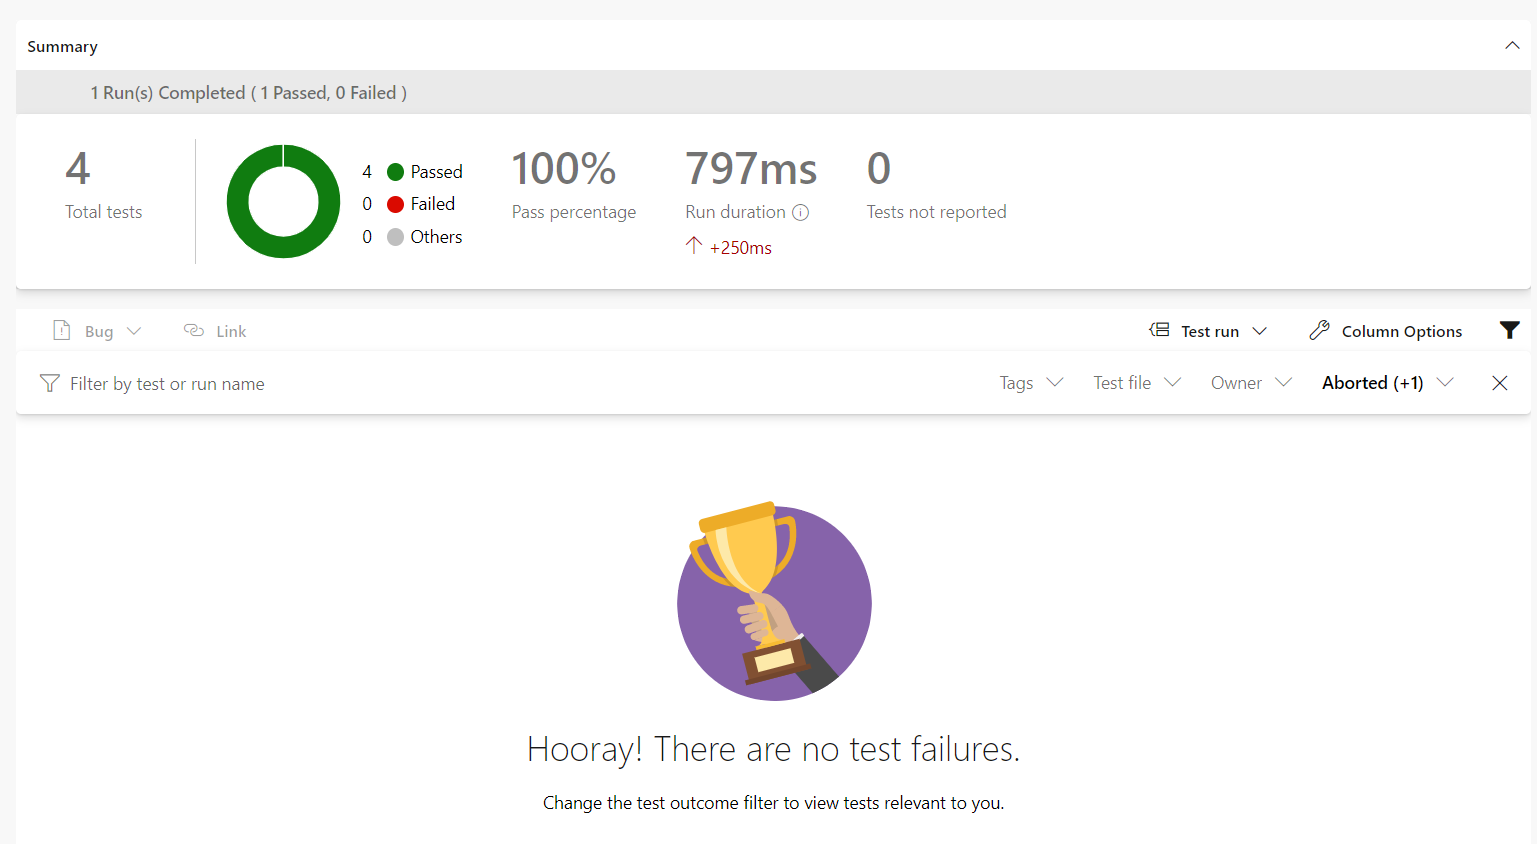 Summary
1 Run(s) Completed ( 1 Passed, 0 Failed )
4
Total tests
4 Passed
0 Failed
0 Others
100%
Pass percentage
797ms
Run duration
+250ms
0
Tests not reported
Bug
Link
Test run
Column Options
Filter by test or run name
Tags
Test file
Owner
Aborted (+1)
Hooray! There are no test failures.
Change the test outcome filter to view tests relevant to you.